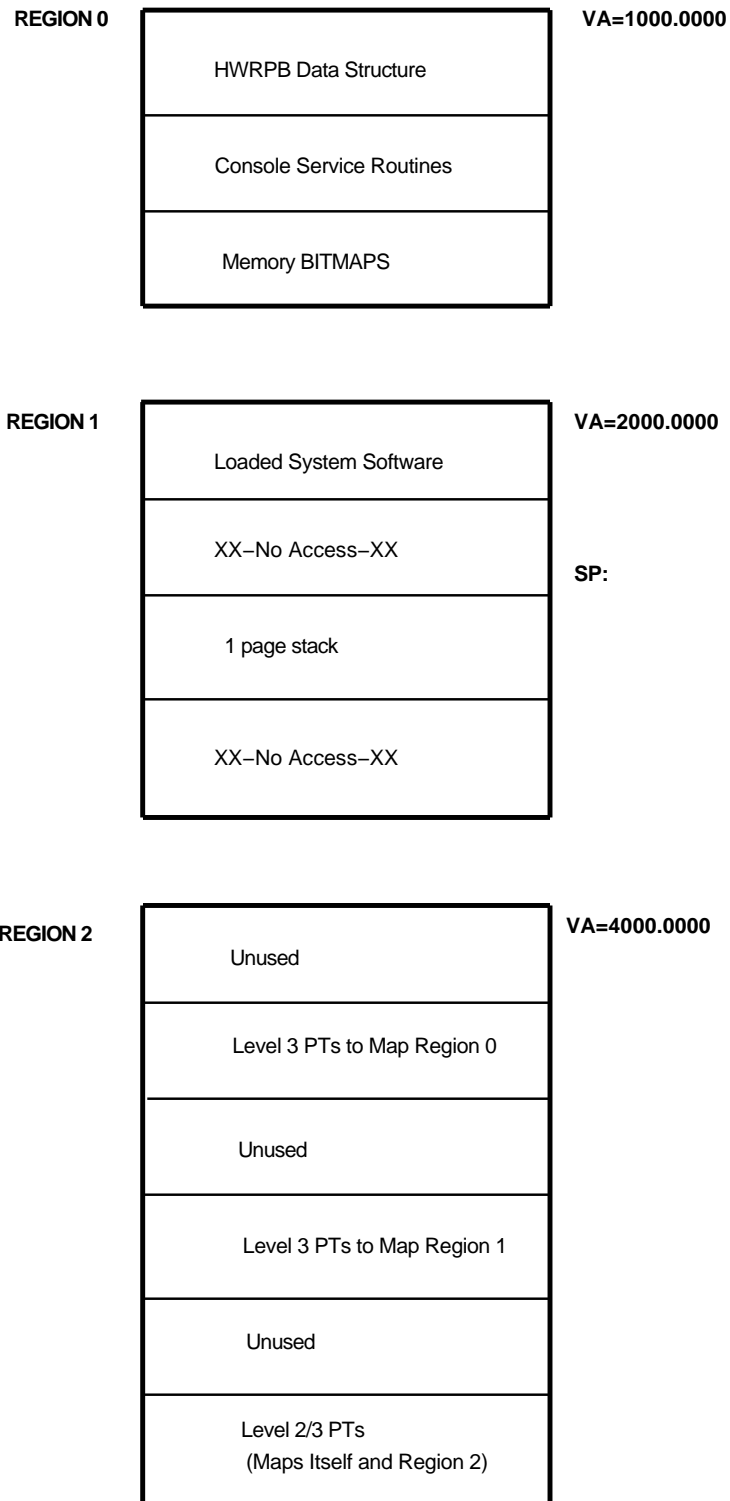 REGION 0
VA=1000.0000
HWRPB Data Structure
Console Service Routines
Memory BITMAPS
REGION 1
VA=2000.0000
Loaded System Software
XX−No Access−XX
SP:
1 page stack
XX−No Access−XX
REGION 2
VA=4000.0000
Unused
Level 3 PTs to Map Region 0
Unused
Level 3 PTs to Map Region 1
Unused
Level 2/3 PTs
(Maps Itself and Region 2)